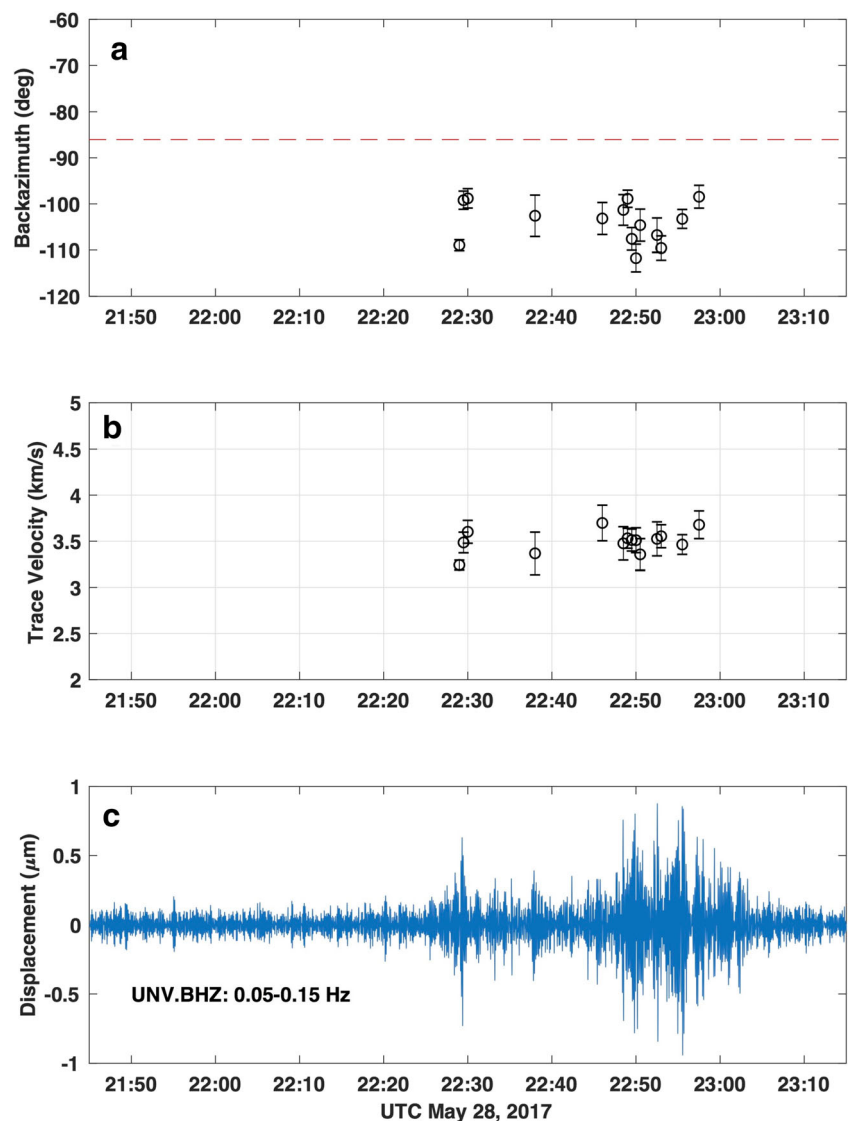 a
Backazimuth (deg)
-60
-70
-80
-90
-100
-110
-120
21:50 22:00 22:10 22:20 22:30 22:40 22:50 23:00 23:10
b
Trace Velocity (km/s)
5
4.5
4
3.5
3
2.5
2
21:50 22:00 22:10 22:20 22:30 22:40 22:50 23:00 23:10
c
Displacement (μm)
1
0.5
0
-0.5
-1
UNV.BHZ: 0.05-0.15 Hz
21:50 22:00 22:10 22:20 22:30 22:40 22:50 23:00 23:10
UTC May 28, 2017